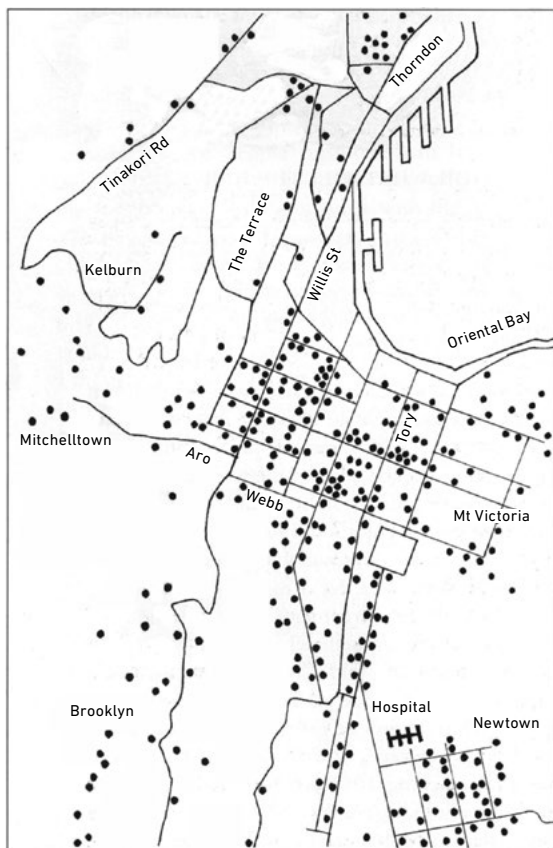 Thorndon
Tinakori Rd
The Terrace
Kelburn
Willis St
Oriental Bay
Tory
Mitchelltown
Aro
Webb
Mt Victoria
Brooklyn
Hospital
Newtown